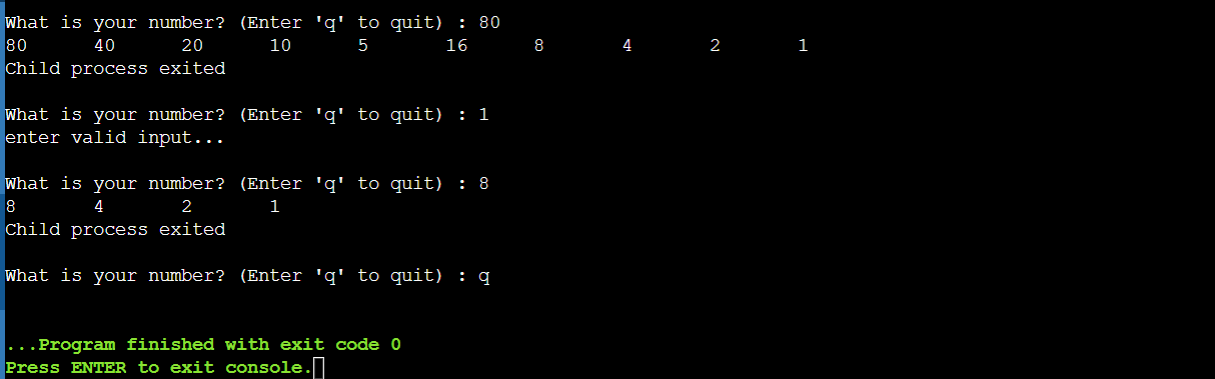 What is your number? (Enter 'q' to quit) : 80
80 40 20 10 5 16 8 4 2 1
Child process exited
What is your number? (Enter 'q' to quit) : 1
enter valid input...
What is your number? (Enter 'q' to quit) : 8
8 4 2 1
Child process exited
What is your number? (Enter 'q' to quit) : q
...Program finished with exit code 0
Press ENTER to exit console.